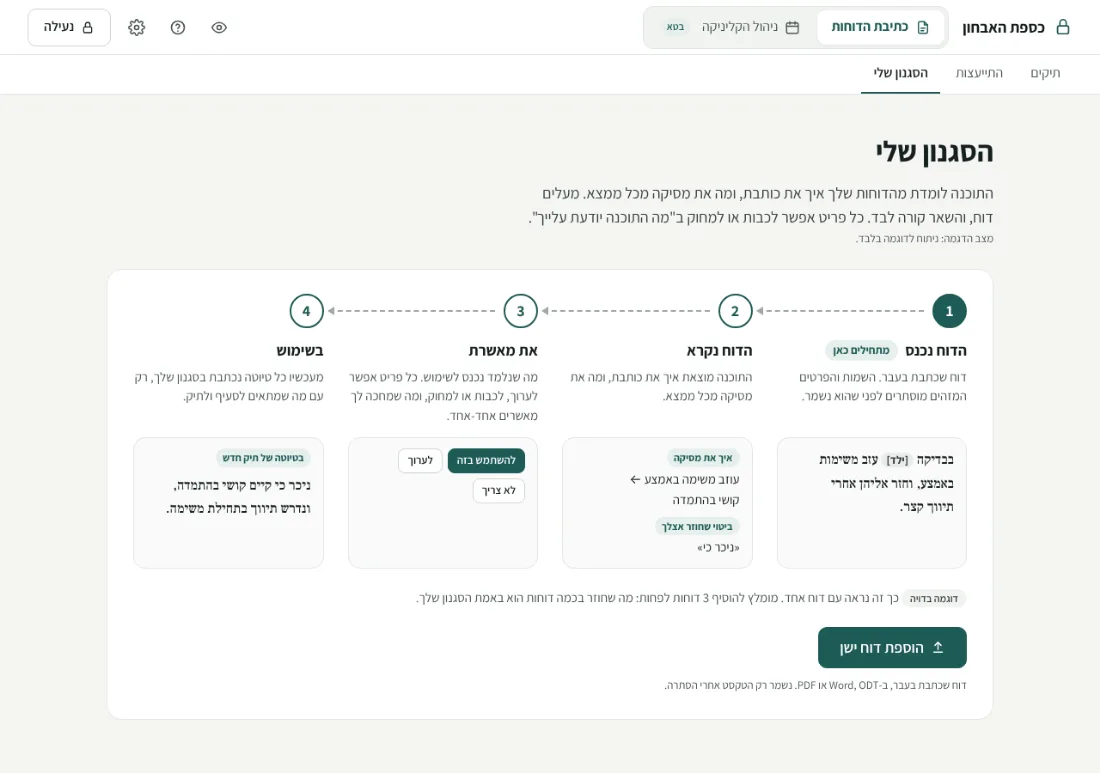 כספת האבחון
כתיבת הדוחות
ניהול הקליניקה בטא
נעילה
תיקים
התייעצות
הסגנון שלי
הסגנון שלי
התוכנה לומדת מהדוחות שלך איך את כותבת, ומה את מסיקה מכל ממצא. מעלים
דוח, והשאר קורה לבד. כל פריט אפשר לכבות או למחוק ב"מה התוכנה יודעת עלייך".
מצב הדגמה: ניתוח לדוגמה בלבד.
1
הדוח נכנס מתחילים כאן
דוח שכתבת בעבר. השמות והפרטים
המזהים מוסתרים לפני שהוא נשמר.
בבדיקה [ילד] עזב משימות
באמצע, וחזר אליהן אחרי
תיווך קצר.
2
הדוח נקרא
התוכנה מוצאת איך את כותבת, ומה את
מסיקה מכל ממצא.
איך את מסיקה
עוזב משימה באמצע ←
קושי בהתמדה
ביטוי שחוזר אצלך
«ניכר כי»
3
את מאשרת
מה שנלמד נכנס לשימוש. כל פריט אפשר
לערוך, לכבות או למחוק, ומה שמחכה לך
מאשרים אחד-אחד.
להשתמש בזה
לערוך
לא צריך
4
בשימוש
מעכשיו כל טיוטה נכתבת בסגנון שלך, רק
עם מה שמתאים לסעיף ולתיק.
בטיוטה של תיק חדש
ניכר כי קיים קושי בהתמדה,
ונדרש תיווך בתחילת משימה.
דוגמה בדויה כך זה נראה עם דוח אחד. מומלץ להוסיף 3 דוחות לפחות: מה שחוזר בכמה דוחות הוא באמת הסגנון שלך.
הוספת דוח ישן
דוח שכתבת בעבר, ב-Word, ODT או PDF. נשמר רק הטקסט אחרי הסתרה.